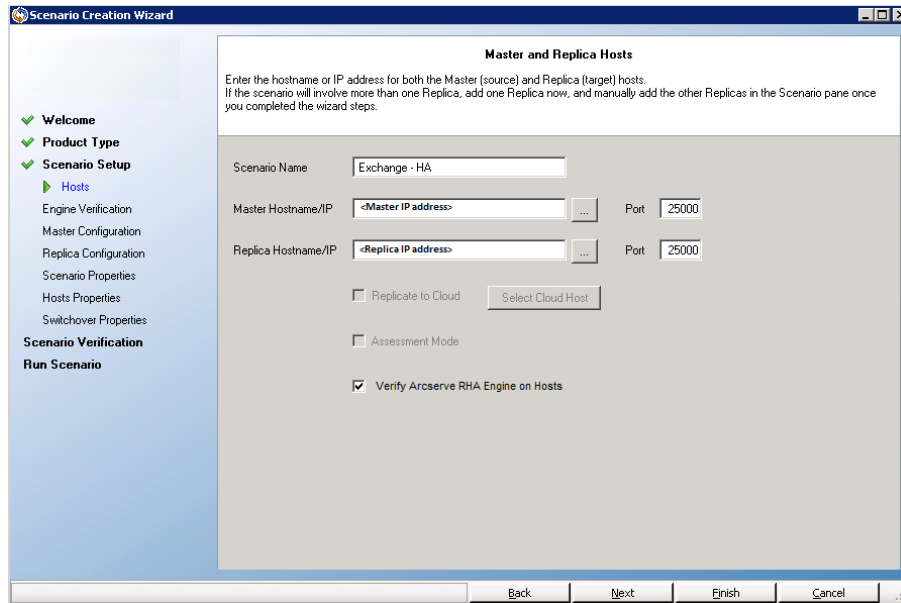 Scenario Creation Wizard
Master and Replica Hosts
Enter the hostname or IP address for both the Master (source) and Replica (target) hosts.
If the scenario will involve more than one Replica, add one Replica now, and manually add the other Replicas in the Scenario pane once
you completed the wizard steps.
Welcome
Product Type
Scenario Setup
Hosts
Engine Verification
Master Configuration
Replica Configuration
Scenario Properties
Hosts Properties
Switchover Properties
Scenario Verification
Run Scenario
Scenario Name Exchange - HA
Master Hostname/IP <Master IP address> ... Port 25000
Replica Hostname/IP <Replica IP address> ... Port 25000
Replicate to Cloud Select Cloud Host
Assessment Mode
Verify Arcserve RHA Engine on Hosts
Back Next Finish Cancel